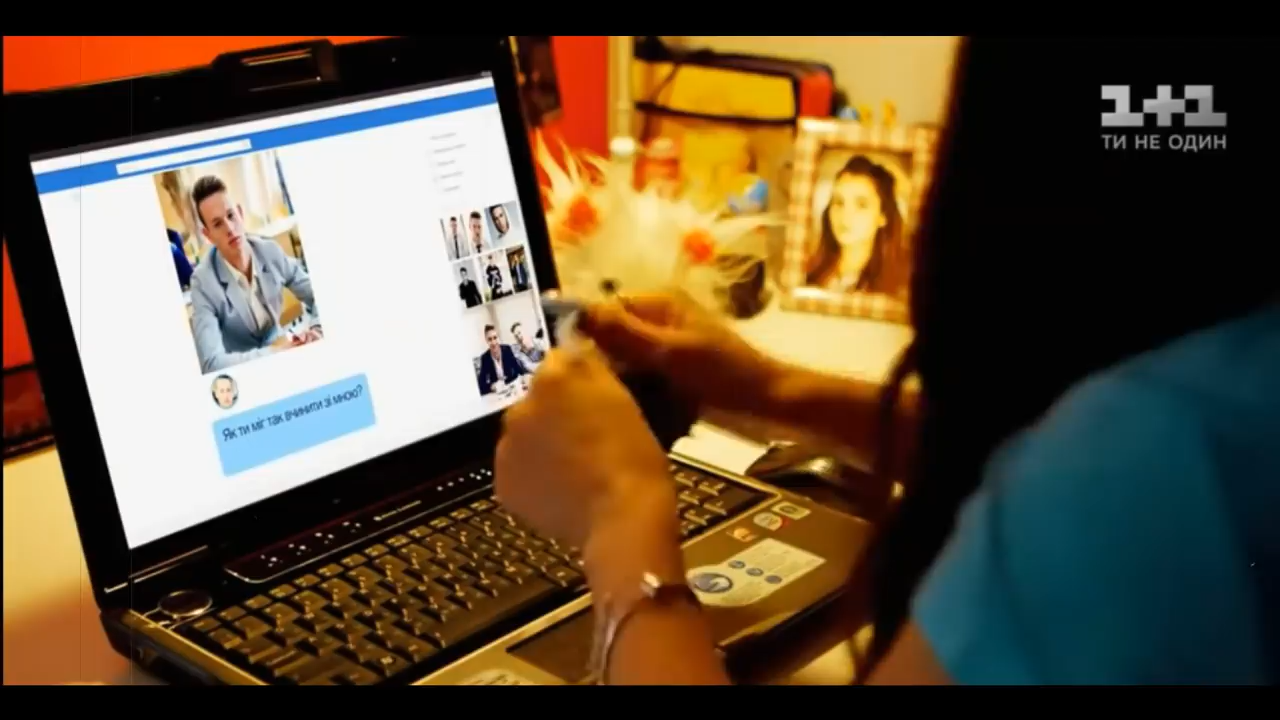 1+1
ТИ НЕ ОДИН
Як ти міг так вчинити зі мною?